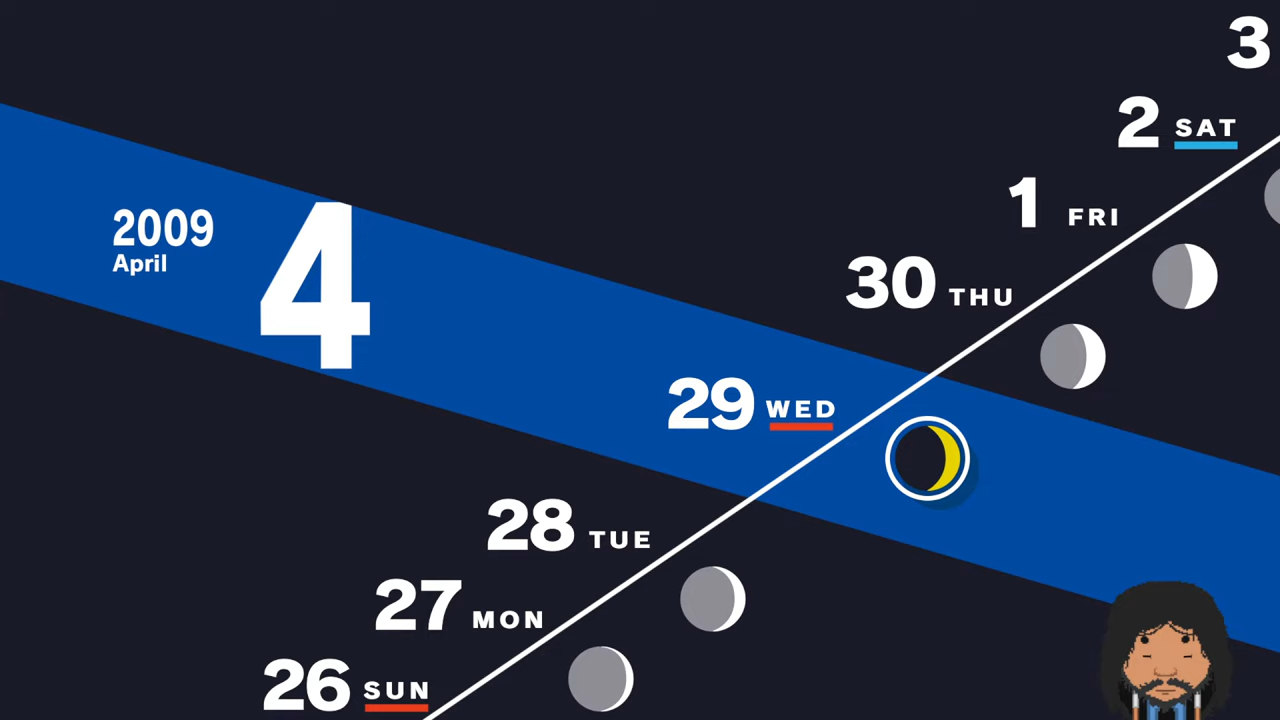 3
2 SAT
1 FRI
2009
April
4
30 THU
29 WED
28 TUE
27 MON
26 SUN